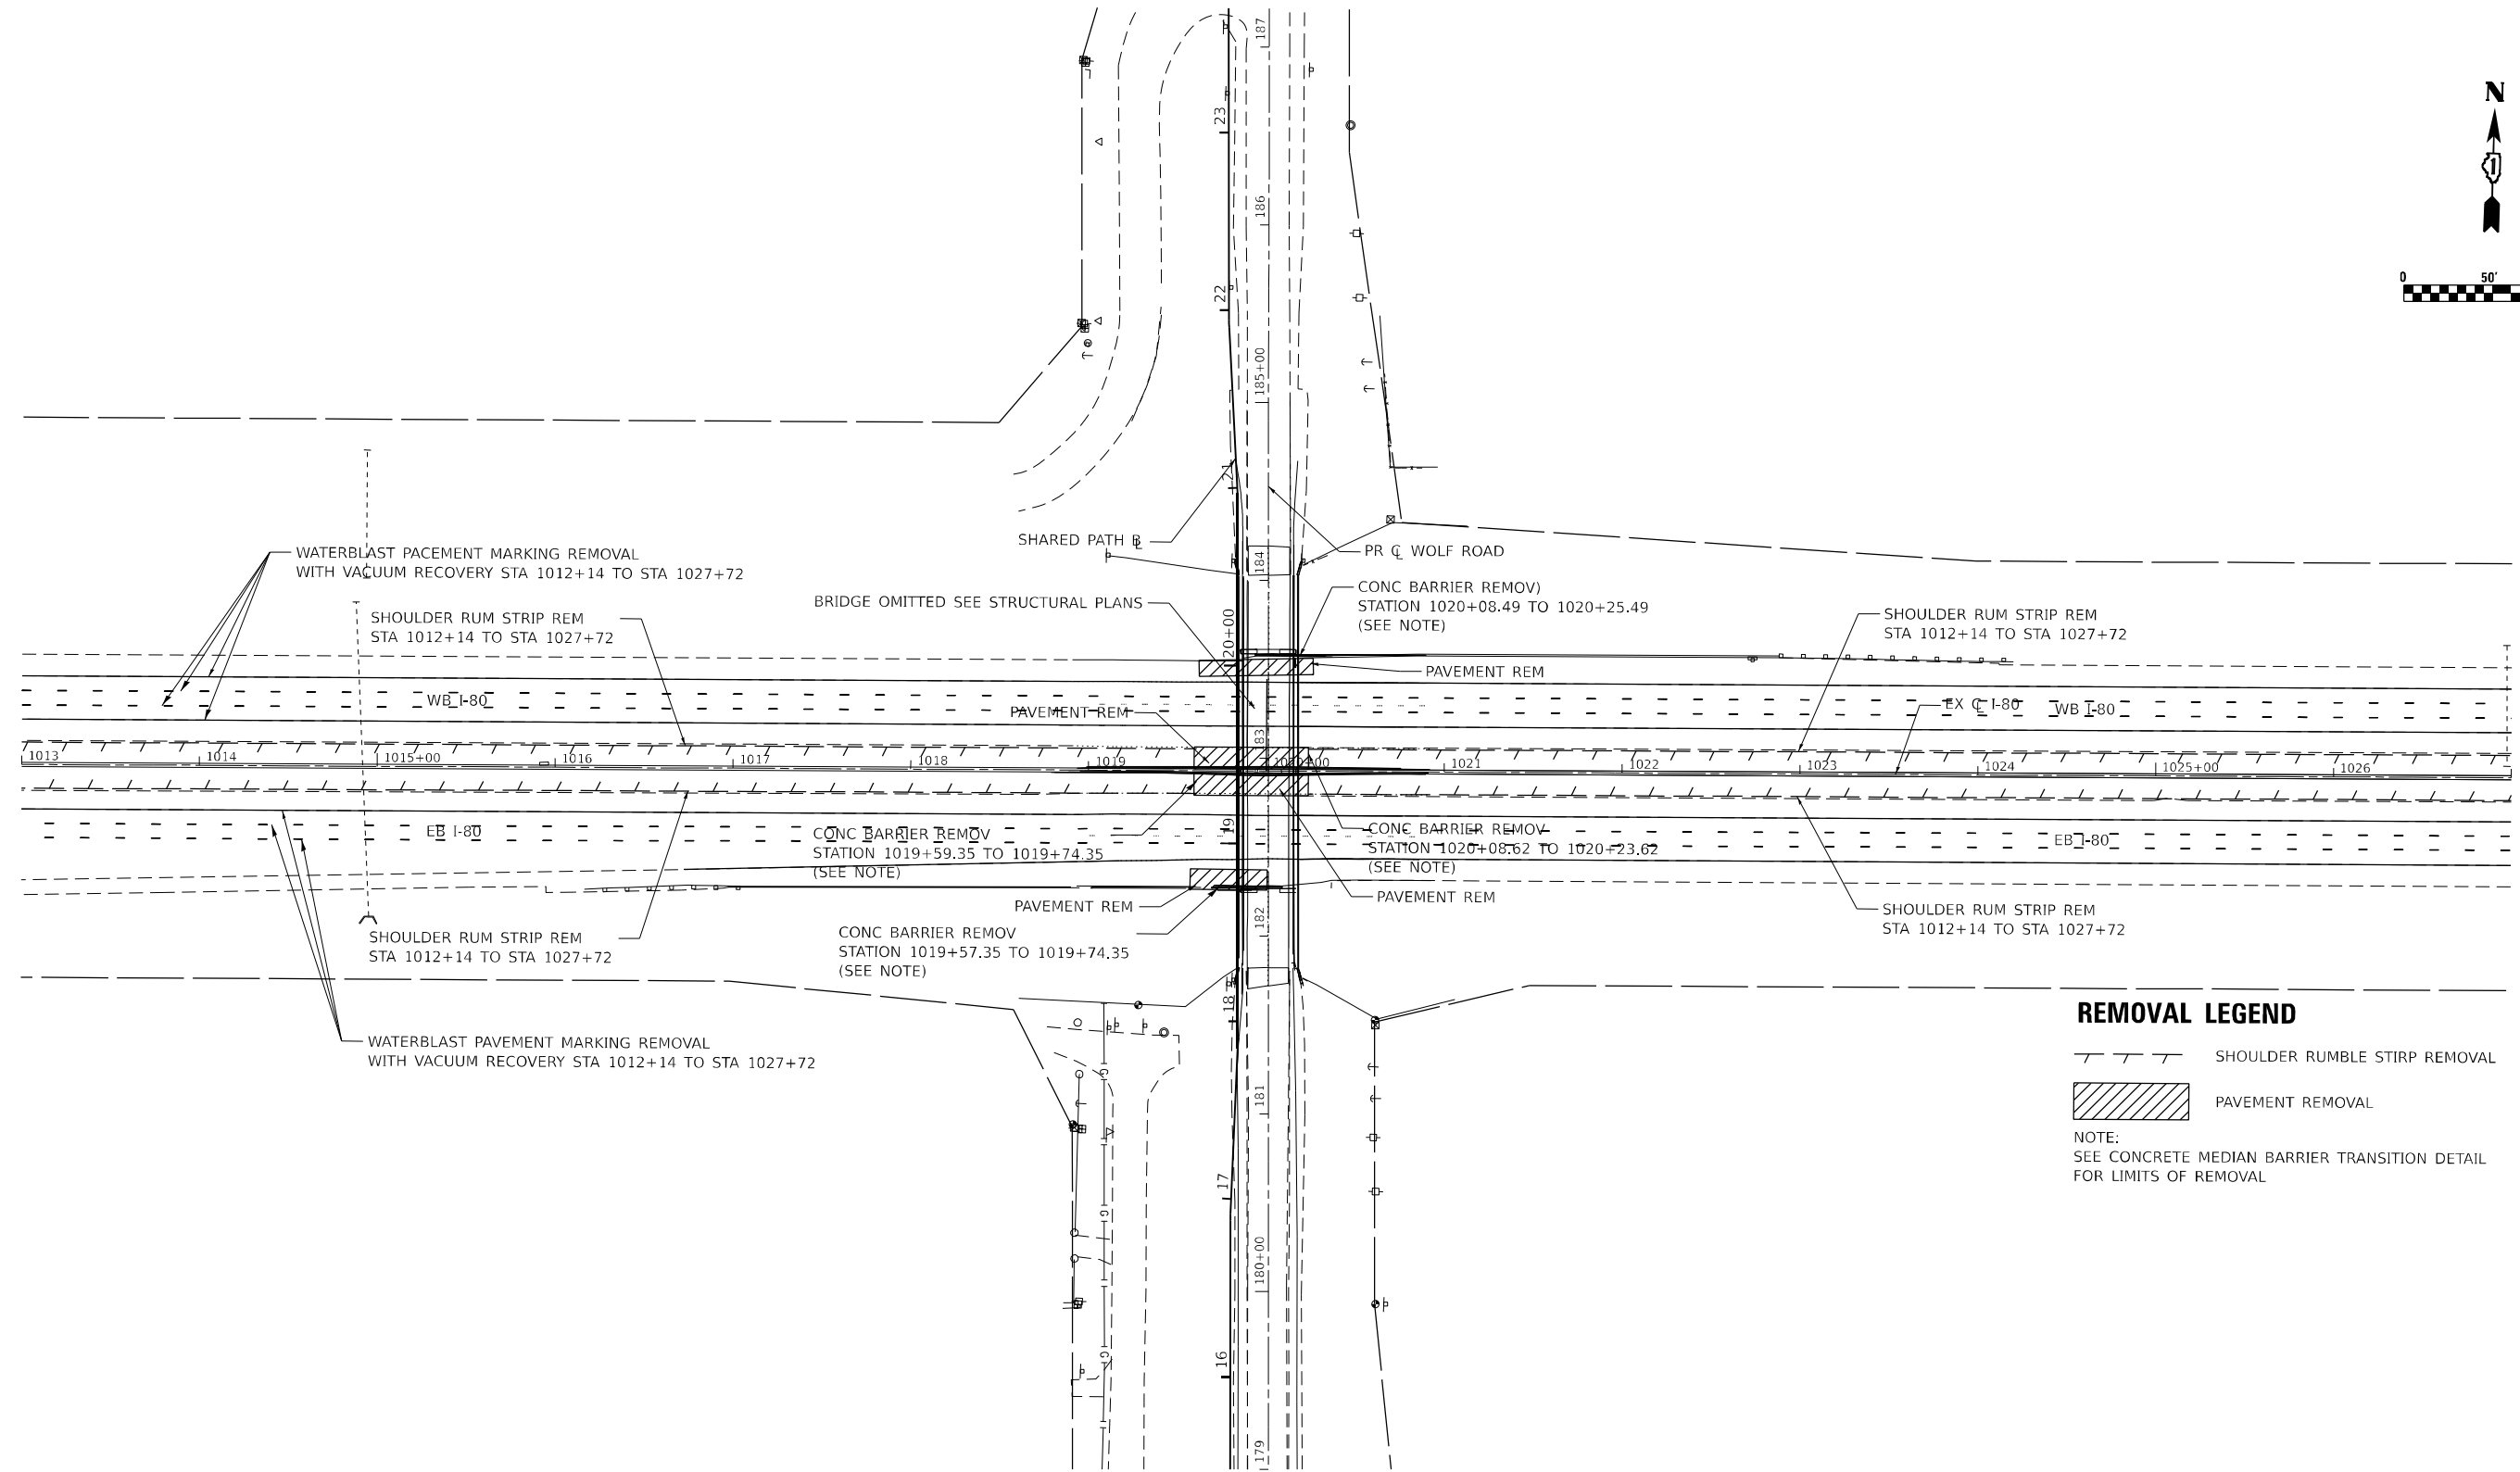 187
N
1
23
0 50'
186
22
185+00
21
SHARED PATH B̲L
PR ℄ WOLF ROAD
184
WATERBLAST PACEMENT MARKING REMOVAL
WITH VACUUM RECOVERY STA 1012+14 TO STA 1027+72
CONC BARRIER REMOV)
STATION 1020+08.49 TO 1020+25.49
(SEE NOTE)
BRIDGE OMITTED SEE STRUCTURAL PLANS
SHOULDER RUM STRIP REM
STA 1012+14 TO STA 1027+72
SHOULDER RUM STRIP REM
STA 1012+14 TO STA 1027+72
20+00
PAVEMENT REM
WB I-80
PAVEMENT REM
EX ℄ I-80
WB I-80
183
1013 1014 1015+00 1016 1017 1018 1019 1020+00 1021 1022 1023 1024 1025+00 1026
EB I-80
19
CONC BARRIER REMOV
STATION 1019+59.35 TO 1019+74.35
(SEE NOTE)
CONC BARRIER REMOV
STATION 1020+08.62 TO 1020+23.62
(SEE NOTE)
EB I-80
PAVEMENT REM
PAVEMENT REM
182
SHOULDER RUM STRIP REM
STA 1012+14 TO STA 1027+72
CONC BARRIER REMOV
STATION 1019+57.35 TO 1019+74.35
(SEE NOTE)
SHOULDER RUM STRIP REM
STA 1012+14 TO STA 1027+72
18
WATERBLAST PAVEMENT MARKING REMOVAL
WITH VACUUM RECOVERY STA 1012+14 TO STA 1027+72
G
181
17
G
180+00
G
16
179
REMOVAL LEGEND
SHOULDER RUMBLE STIRP REMOVAL
PAVEMENT REMOVAL
NOTE:
SEE CONCRETE MEDIAN BARRIER TRANSITION DETAIL
FOR LIMITS OF REMOVAL